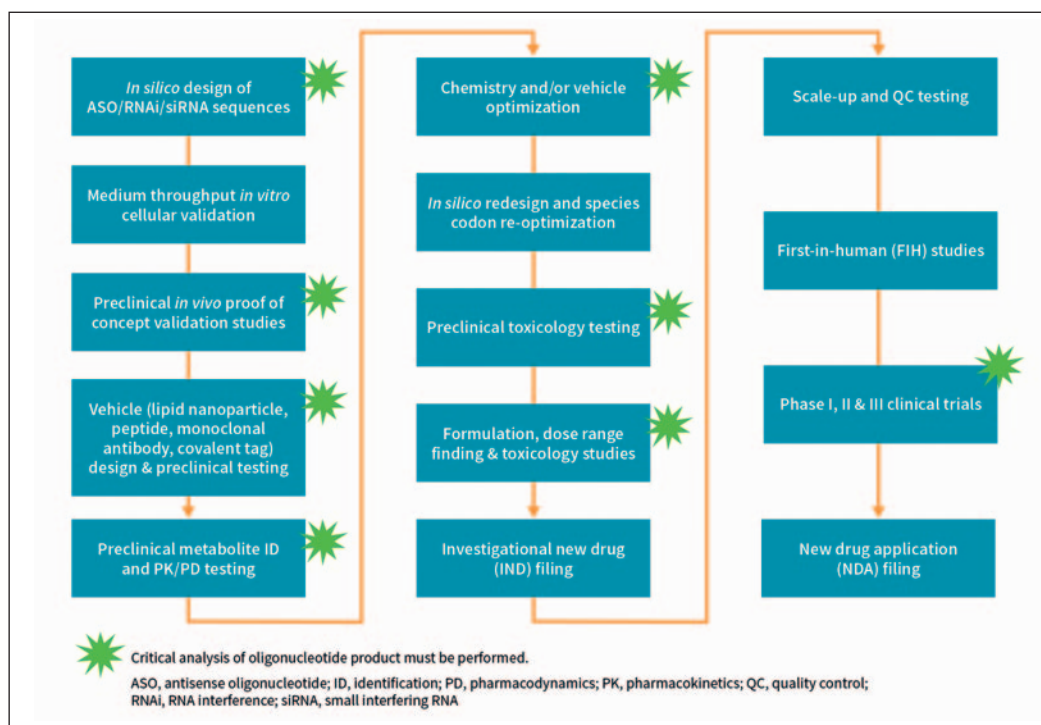 In silico design of
ASO/RNAi/siRNA sequences
Medium throughput in vitro
cellular validation
Preclinical in vivo proof of
concept validation studies
Vehicle (lipid nanoparticle,
peptide, monoclonal
antibody, covalent tag)
design & preclinical testing
Preclinical metabolite ID
and PK/PD testing
Chemistry and/or vehicle
optimization
In silico redesign and species
codon re-optimization
Preclinical toxicology testing
Formulation, dose range
finding & toxicology studies
Investigational new drug
(IND) filing
Scale-up and QC testing
First-in-human (FIH) studies
Phase I, II & III clinical trials
New drug application
(NDA) filing
Critical analysis of oligonucleotide product must be performed.
ASO, antisense oligonucleotide; ID, identification; PD, pharmacodynamics; PK, pharmacokinetics; QC, quality control;
RNAi, RNA interference; siRNA, small interfering RNA